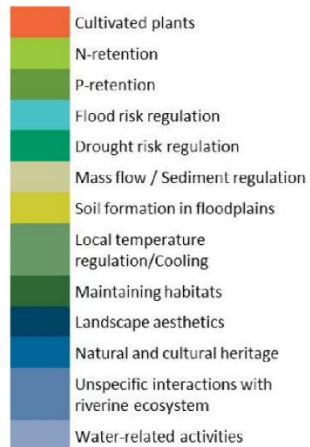 Cultivated plants
N-retention
P-retention
Flood risk regulation
Drought risk regulation
Mass flow / Sediment regulation
Soil formation in floodplains
Local temperature
regulation/Cooling
Maintaining habitats
Landscape aesthetics
Natural and cultural heritage
Unspecific interactions with
riverine ecosystem
Water-related activities